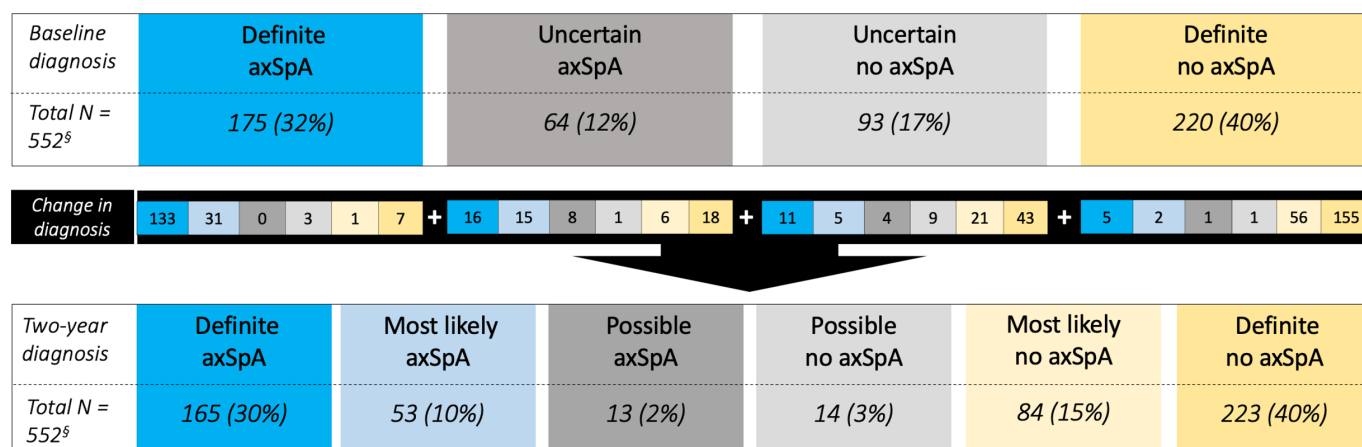 Baseline diagnosis
Definite axSpA
Uncertain axSpA
Uncertain no axSpA
Definite no axSpA
Total N = 552§
175 (32%)
64 (12%)
93 (17%)
220 (40%)
Change in diagnosis
133 31 0 3 1 7 + 16 15 8 1 6 18 + 11 5 4 9 21 43 + 5 2 1 1 56 155
Two-year diagnosis
Definite axSpA
Most likely axSpA
Possible axSpA
Possible no axSpA
Most likely no axSpA
Definite no axSpA
Total N = 552§
165 (30%)
53 (10%)
13 (2%)
14 (3%)
84 (15%)
223 (40%)